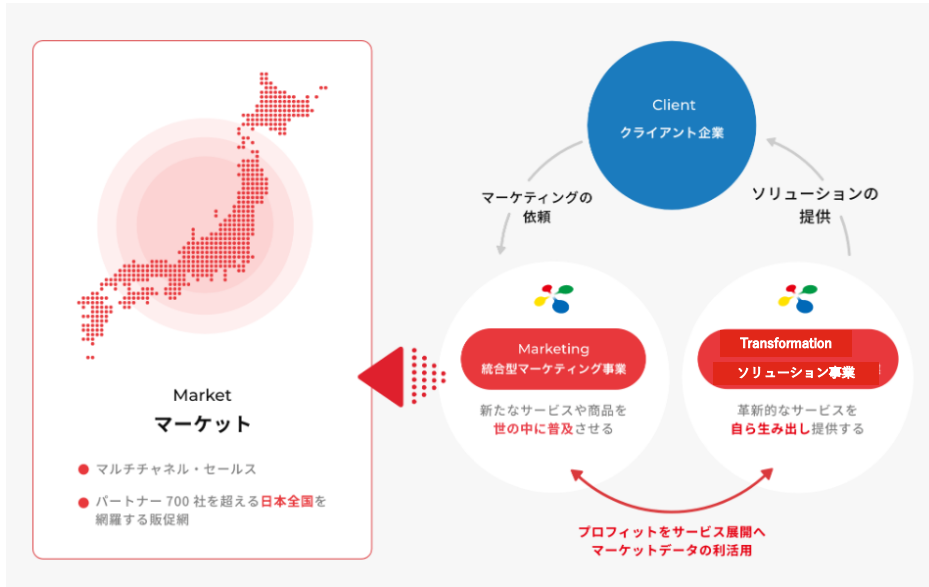 Client
クライアント企業
マーケティングの
依頼
ソリューションの
提供
Marketing
統合型マーケティング事業
新たなサービスや商品を
世の中に普及させる
Transformation
ソリューション事業
革新的なサービスを
自ら生み出し提供する
プロフィットをサービス展開へ
マーケットデータの利活用
Market
マーケット
マルチチャネル・セールス
パートナー700社を超える日本全国を
網羅する販促網